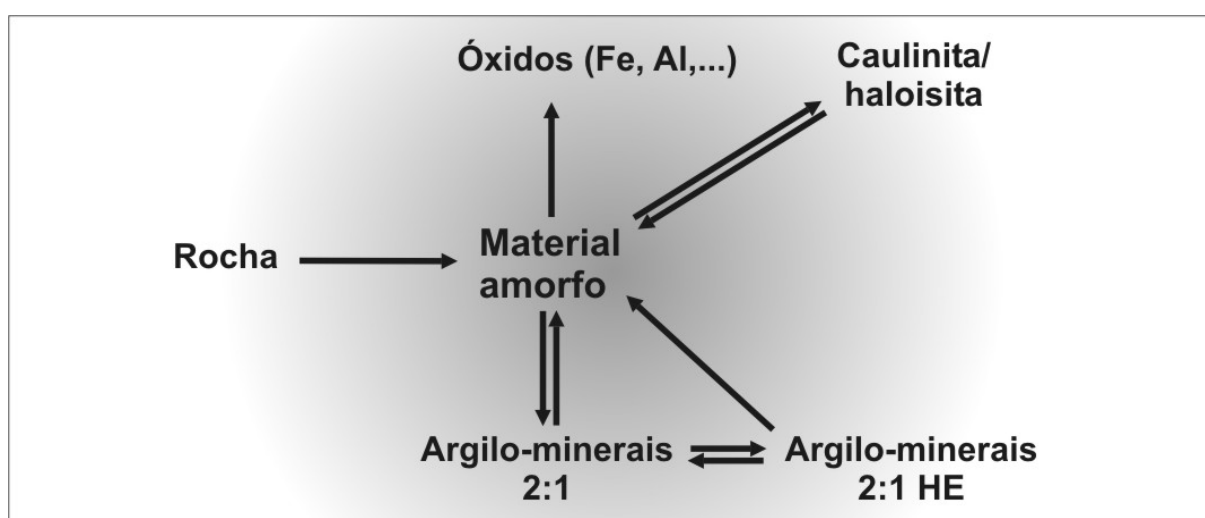 Óxidos (Fe, Al,...)
Caulinita/
haloisita
Rocha
Material
amorfo
Argilo-minerais
2:1
Argilo-minerais
2:1 HE